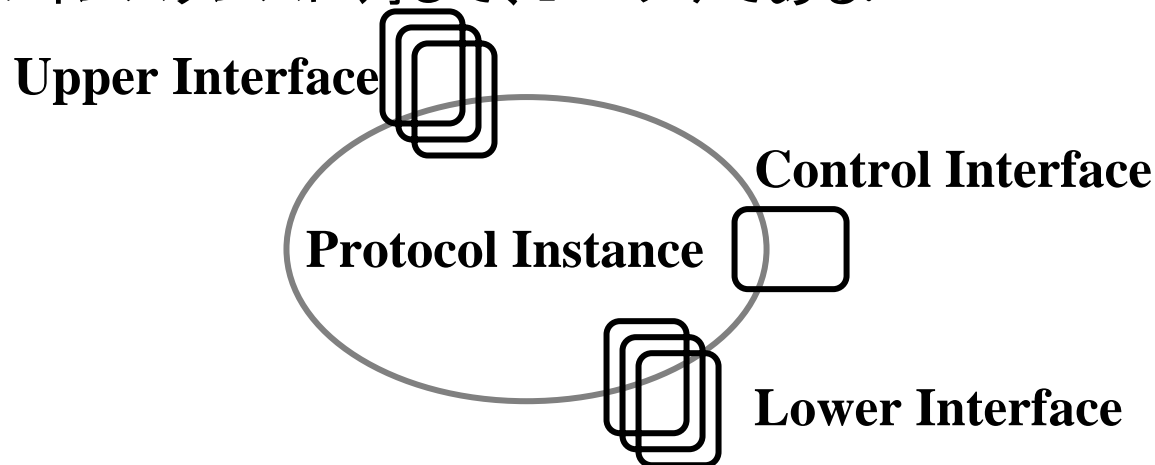 Upper Interface
Control Interface
Protocol Instance
Lower Interface